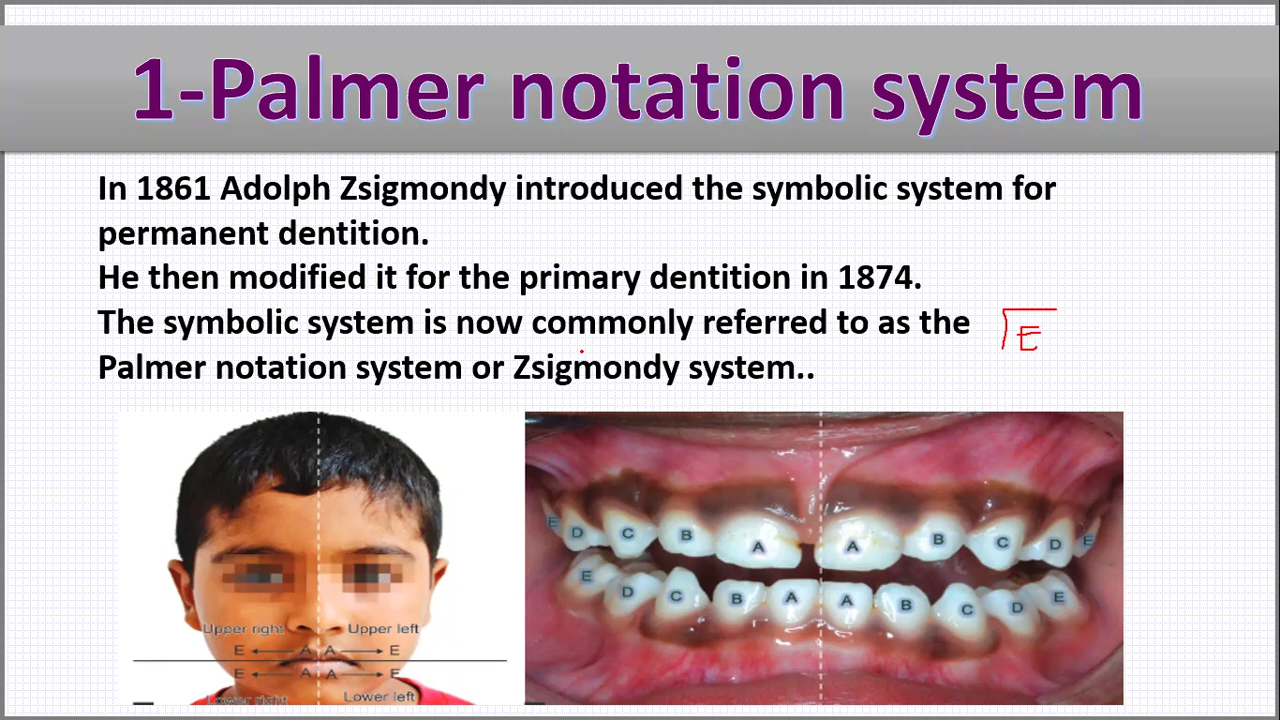 1-Palmer notation system
In 1861 Adolph Zsigmondy introduced the symbolic system for
permanent dentition.
He then modified it for the primary dentition in 1874.
The symbolic system is now commonly referred to as the
E
Palmer notation system or Zsigmondy system..
Upper right Upper left
E A A E
E A A E
Lower right Lower left
E D C B A A B C D E
E D C B A A B C D E